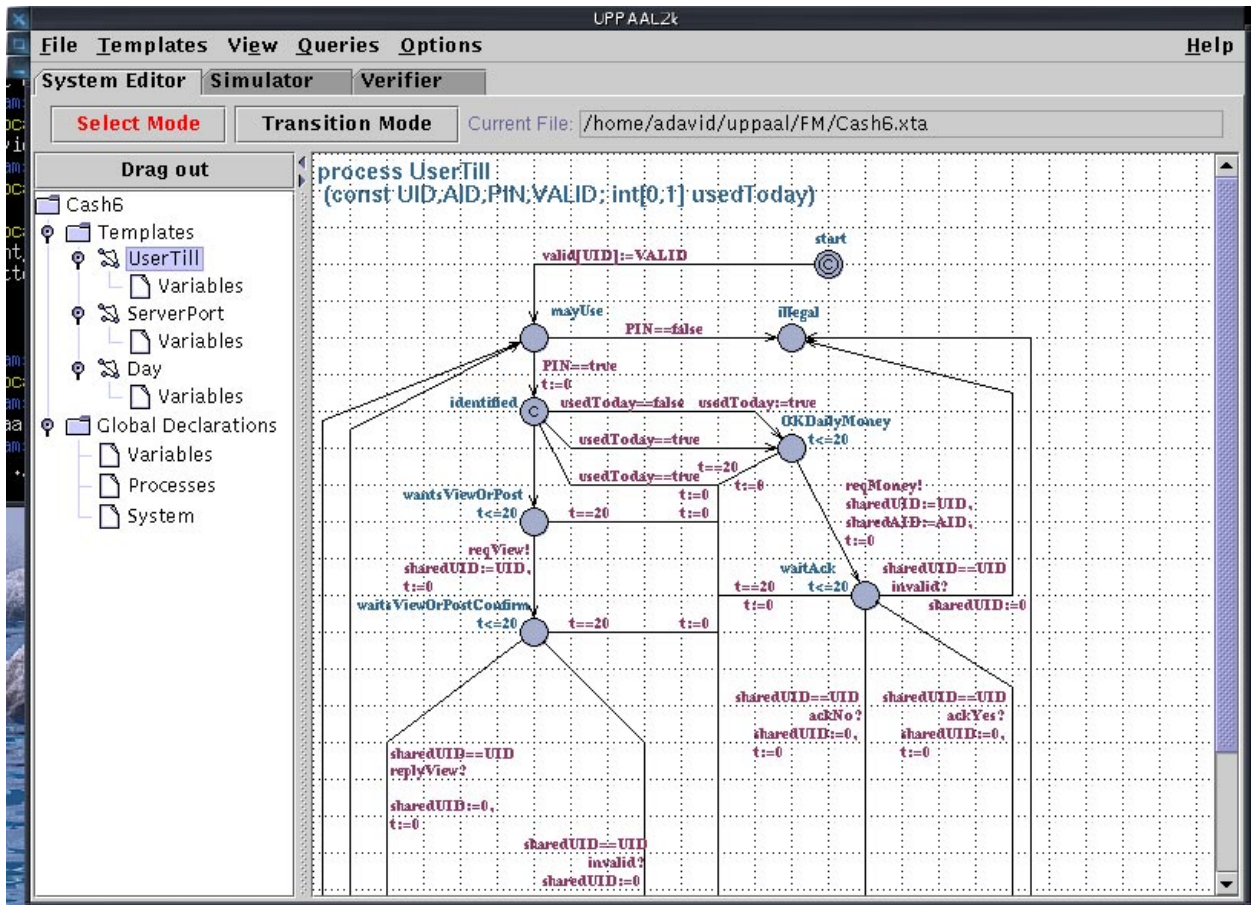 UPPAAL2k
File Templates View Queries Options Help
System Editor Simulator Verifier
Select Mode Transition Mode Current File: /home/adavid/uppaal/FM/Cash6.xta
Drag out
Cash6
Templates
UserTill
Variables
ServerPort
Variables
Day
Variables
Global Declarations
Variables
Processes
System
process UserTill
(const UID,AID,PIN,VALID; int[0,1] usedToday)
start
valid[UID]:=VALID
mayUse
illegal
PIN==false
PIN==true
t:=0
identified
usedToday==false usedToday:=true
OKDailyMoney
t<=20
usedToday==true
usedToday==true
t==20
t:=0
t:=0
wantsViewOrPost
t<=20
t==20
t:=0
reqMoney!
sharedUID:=UID,
sharedAID:=AID,
t:=0
reqView!
sharedUID:=UID,
t:=0
waitAck
t<=20
t==20
t:=0
sharedUID==UID
invalid?
sharedUID:=0
waitsViewOrPostConfirm
t<=20
t==20
t:=0
sharedUID==UID
ackNo?
sharedUID:=0,
t:=0
sharedUID==UID
ackYes?
sharedUID:=0,
t:=0
sharedUID==UID
replyView?
sharedUID:=0,
t:=0
sharedUID==UID
invalid?
sharedUID:=0